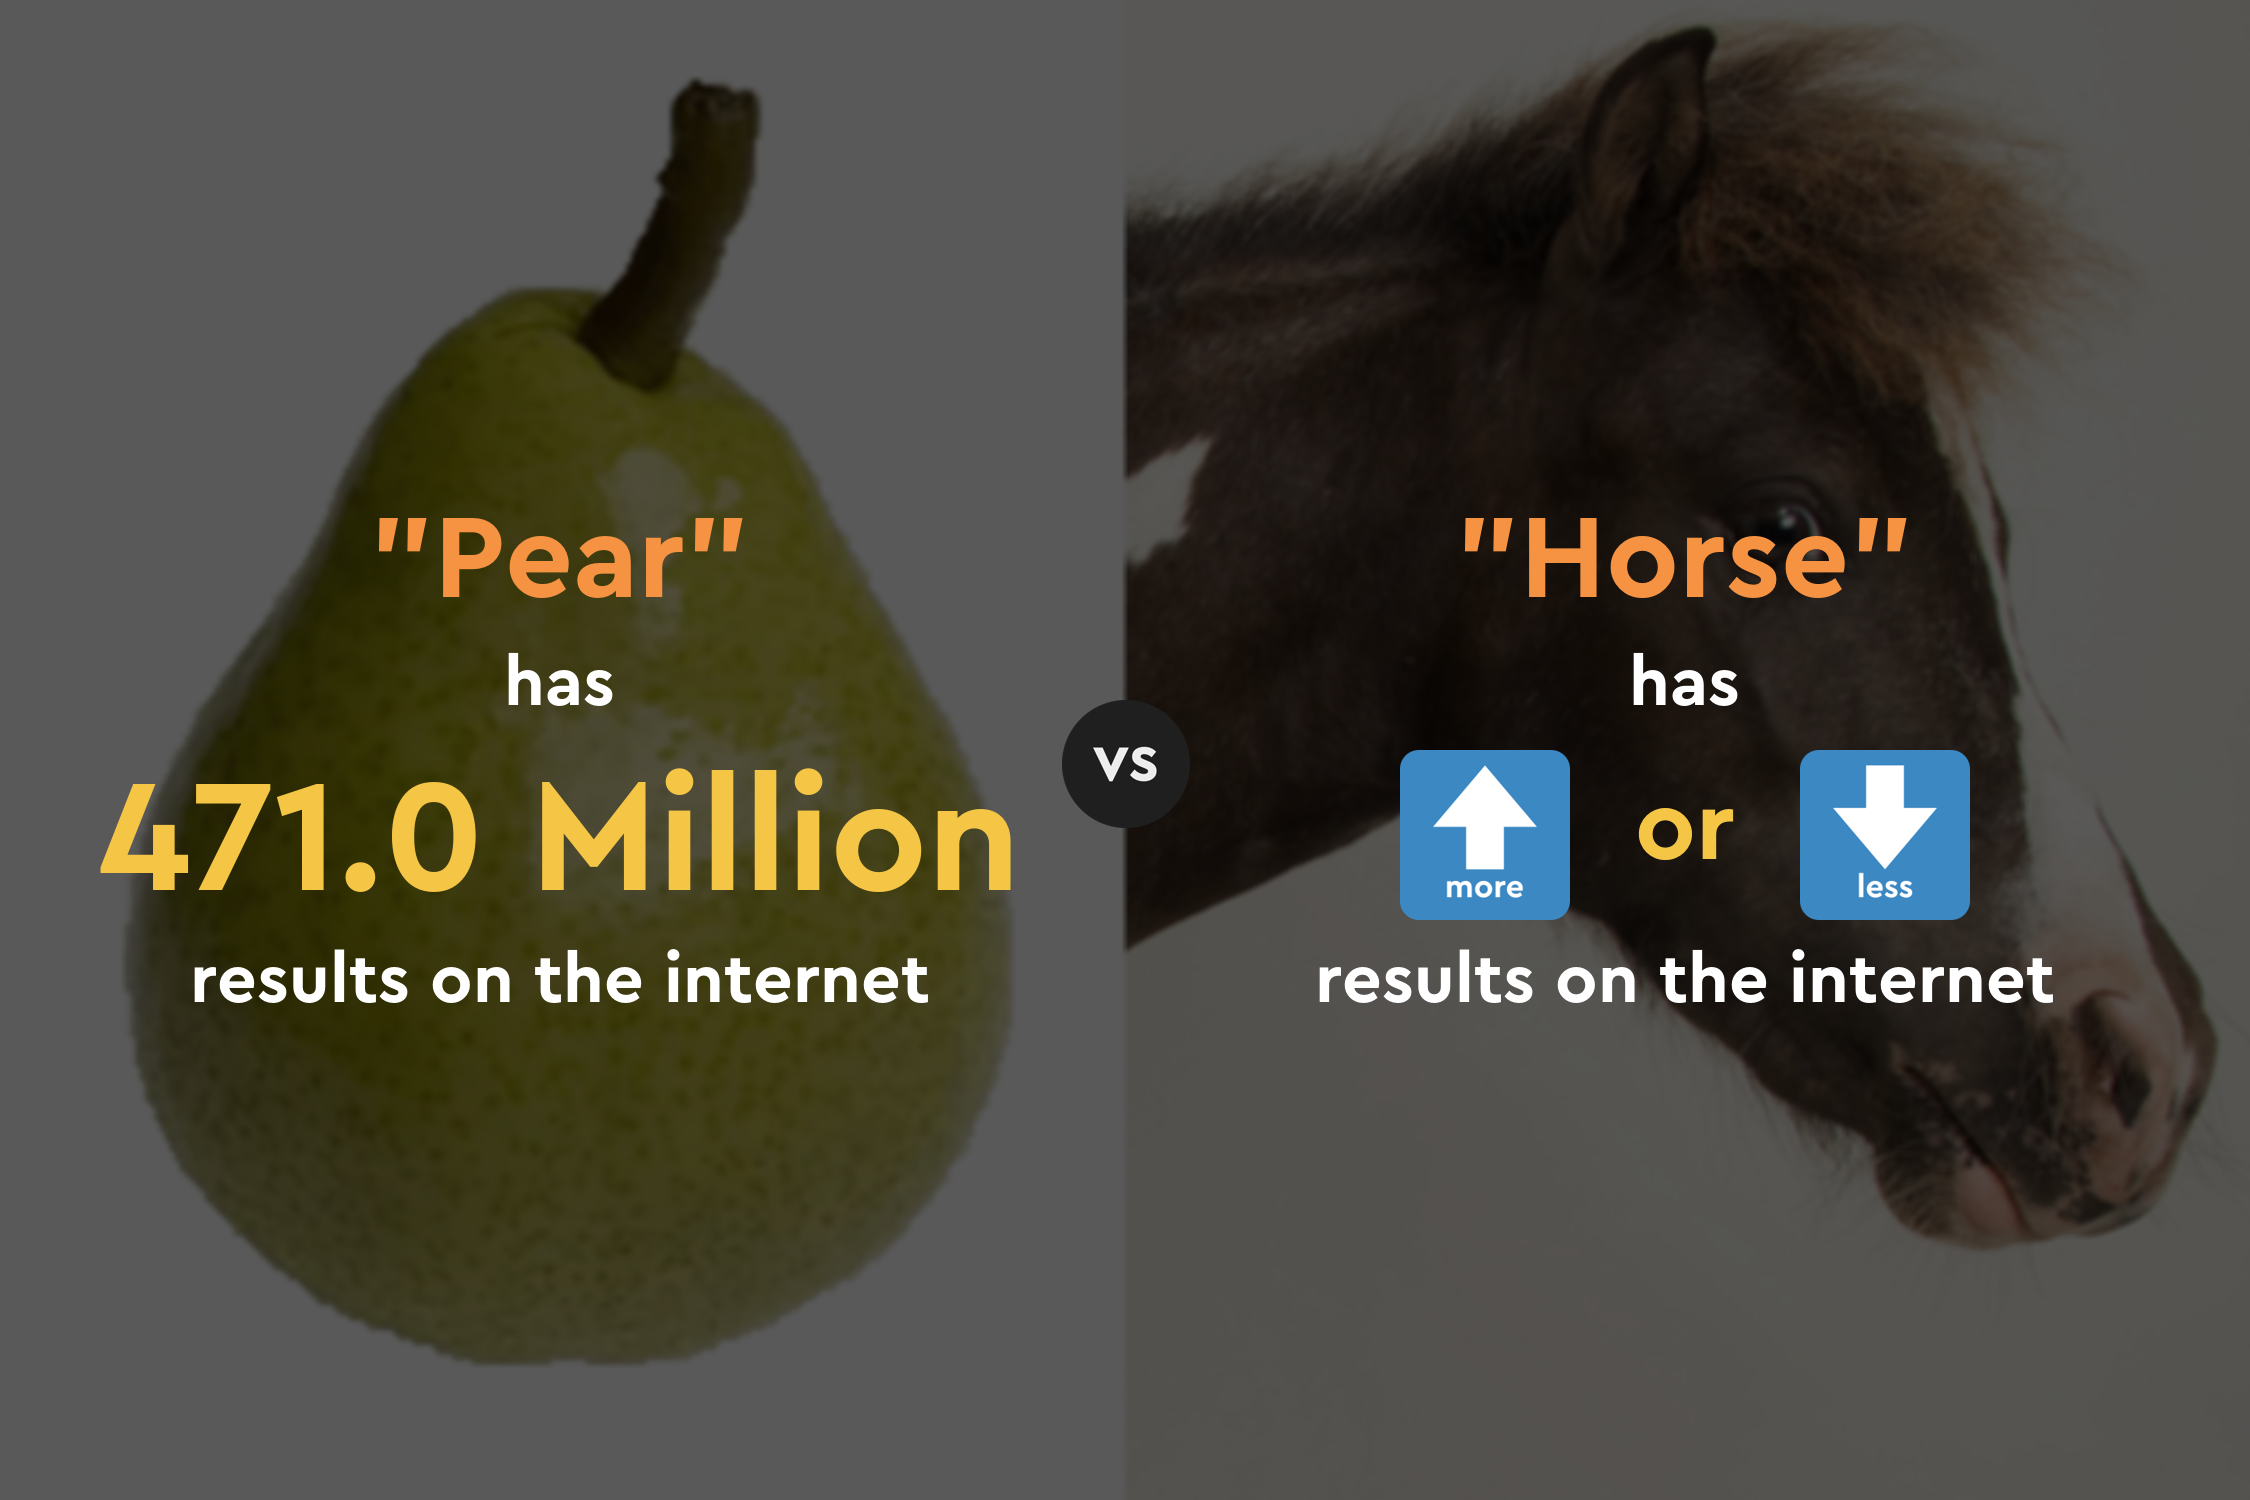 "Pear"
has
471.0 Million
results on the internet
vs
"Horse"
has
more or less
results on the internet